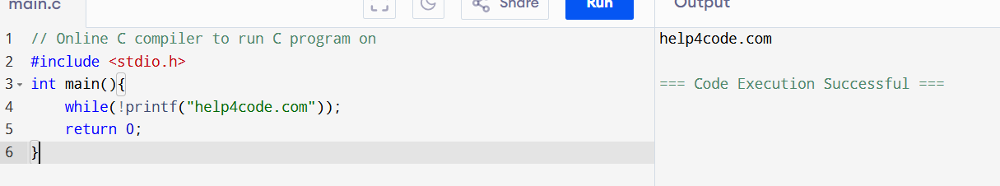 main.c
Share
Run
Output
1 // Online C compiler to run C program on
2 #include <stdio.h>
3 int main(){
4     while(!printf("help4code.com"));
5     return 0;
6 }
help4code.com
=== Code Execution Successful ===